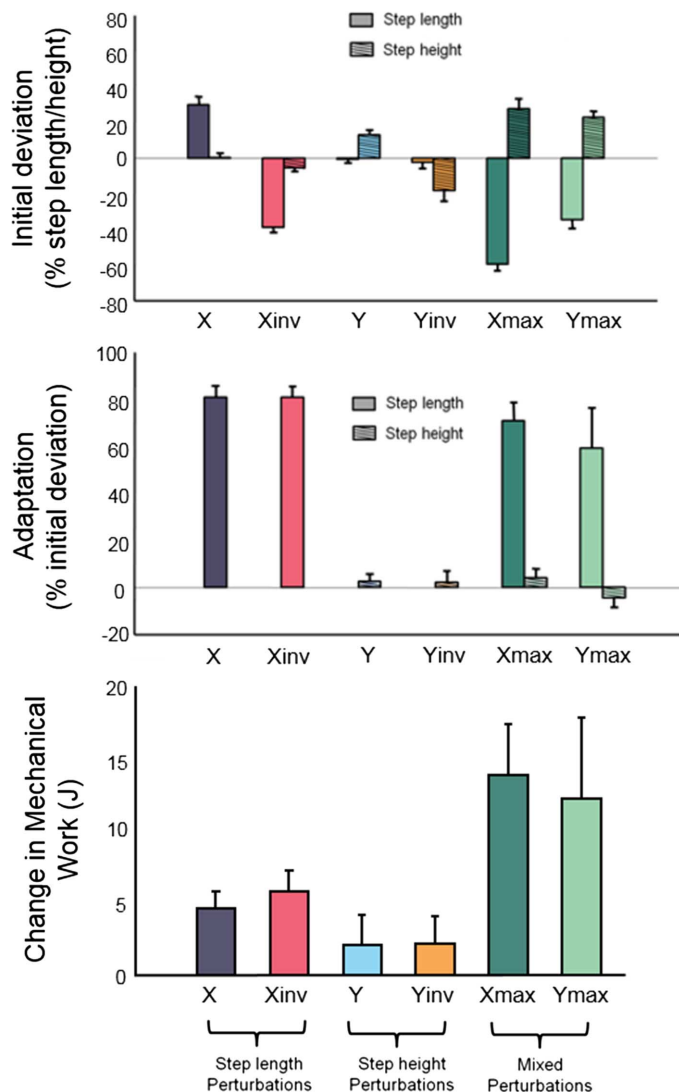 Initial deviation
(% step length/height)
80
60
40
20
0
-20
-40
-60
-80
Step length
Step height
X Xinv Y Yinv Xmax Ymax
Adaptation
(% initial deviation)
100
80
60
40
20
0
-20
Step length
Step height
X Xinv Y Yinv Xmax Ymax
Change in Mechanical
Work (J)
20
15
10
5
0
X Xinv Y Yinv Xmax Ymax
Step length Step height Mixed
Perturbations Perturbations Perturbations